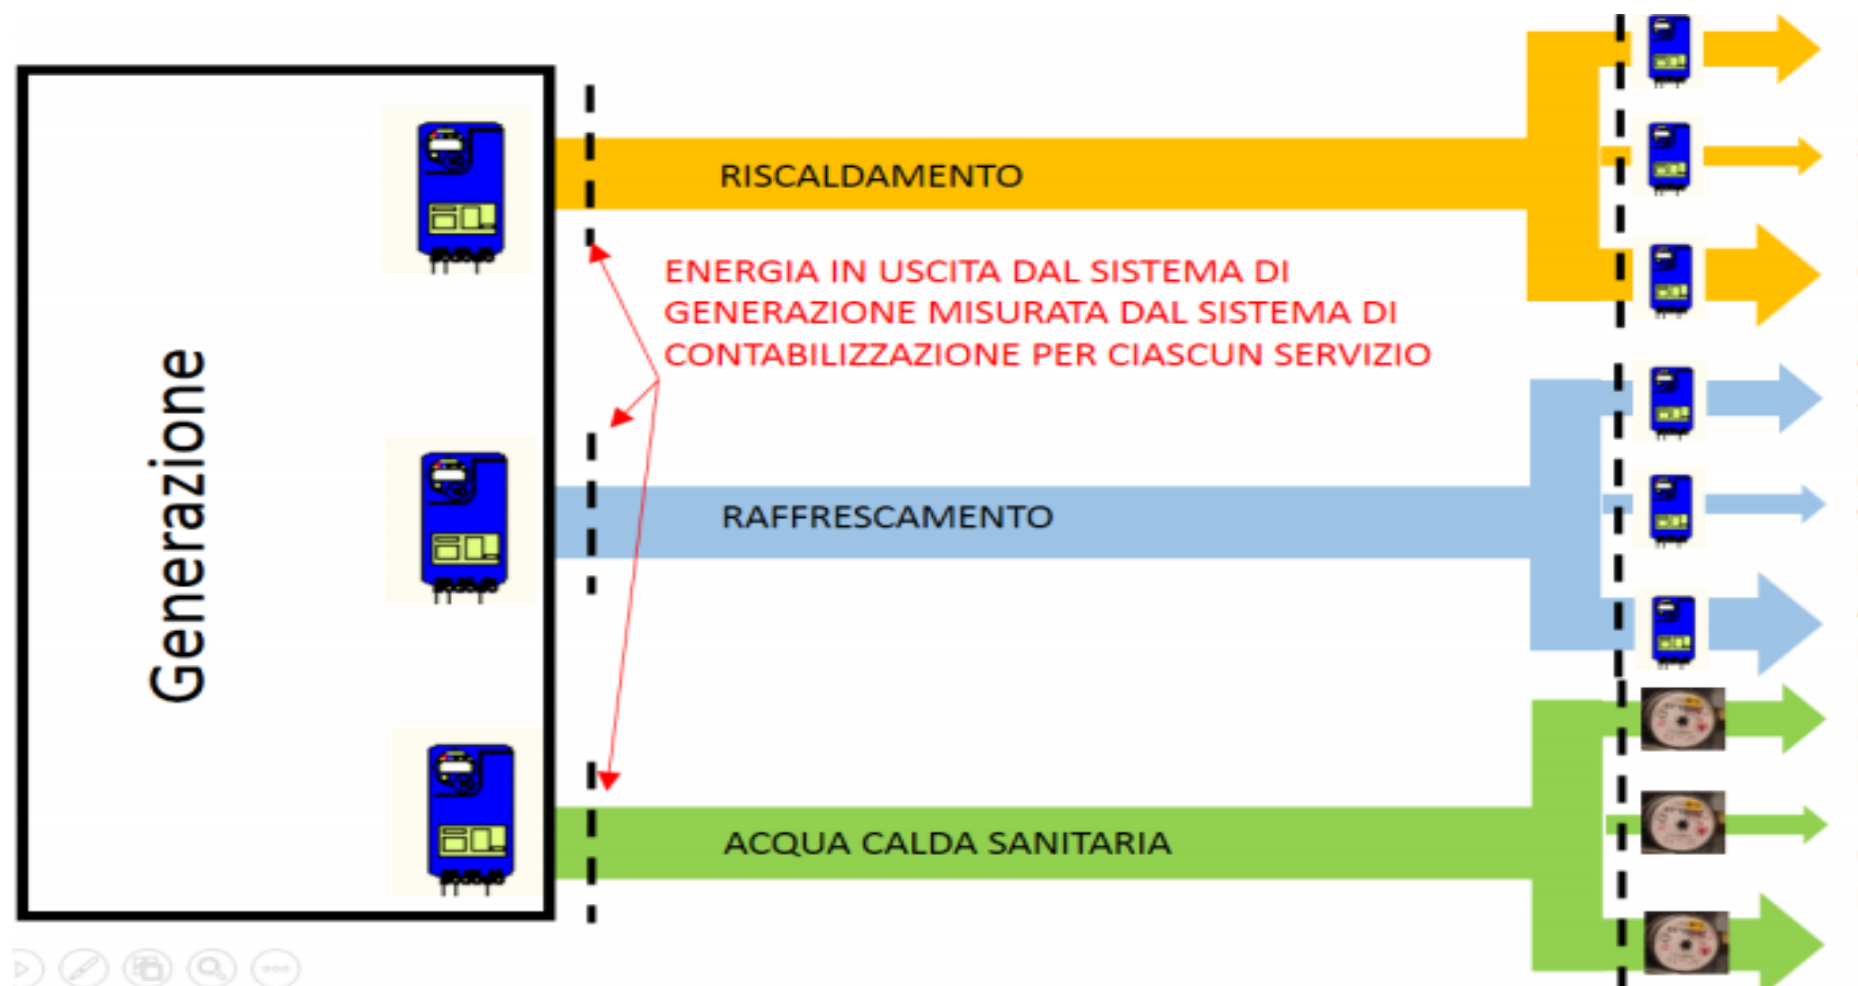 Generazione
RISCALDAMENTO
ENERGIA IN USCITA DAL SISTEMA DI
GENERAZIONE MISURATA DAL SISTEMA DI
CONTABILIZZAZIONE PER CIASCUN SERVIZIO
RAFFRESCAMENTO
ACQUA CALDA SANITARIA